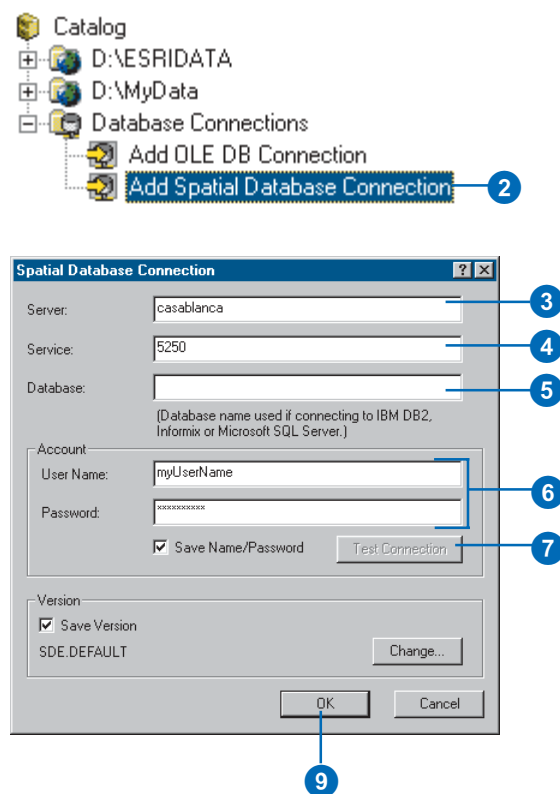 Catalog
D:\ESRIDATA
D:\MyData
Database Connections
Add OLE DB Connection
Add Spatial Database Connection
2
Spatial Database Connection
Server:
casablanca
3
Service:
5250
4
Database:
5
(Database name used if connecting to IBM DB2,
Informix or Microsoft SQL Server.)
Account
User Name:
myUserName
6
Password:
**********
Save Name/Password
Test Connection
7
Version
Save Version
SDE.DEFAULT
Change...
OK
Cancel
9